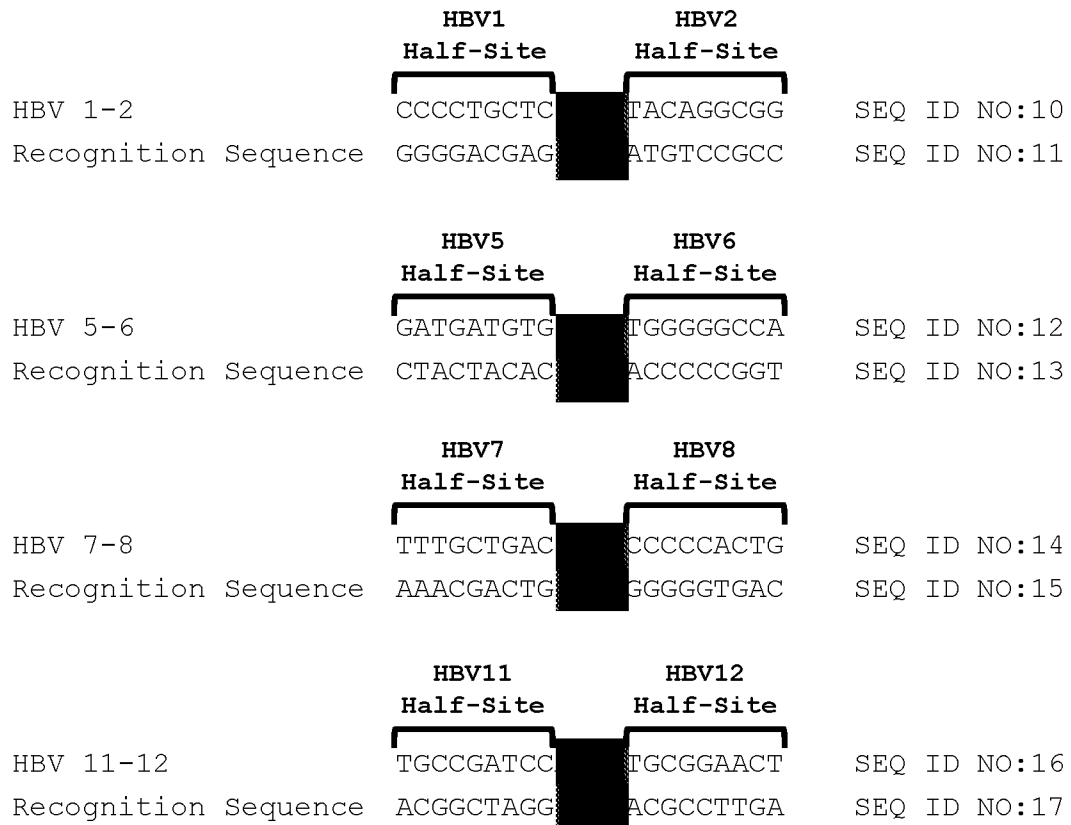 HBV1 HBV2
Half-Site Half-Site
HBV 1-2 CCCCTGCTC TACAGGCGG SEQ ID NO:10
Recognition Sequence GGGGACGAG ATGTCCGCC SEQ ID NO:11
HBV5 HBV6
Half-Site Half-Site
HBV 5-6 GATGATGTG TGGGGGCCA SEQ ID NO:12
Recognition Sequence CTACTACAC ACCCCCGGT SEQ ID NO:13
HBV7 HBV8
Half-Site Half-Site
HBV 7-8 TTTGCTGAC CCCCCACTG SEQ ID NO:14
Recognition Sequence AAACGACTG GGGGGTGAC SEQ ID NO:15
HBV11 HBV12
Half-Site Half-Site
HBV 11-12 TGCCGATCC TGCGGAACT SEQ ID NO:16
Recognition Sequence ACGGCTAGG ACGCCTTGA SEQ ID NO:17